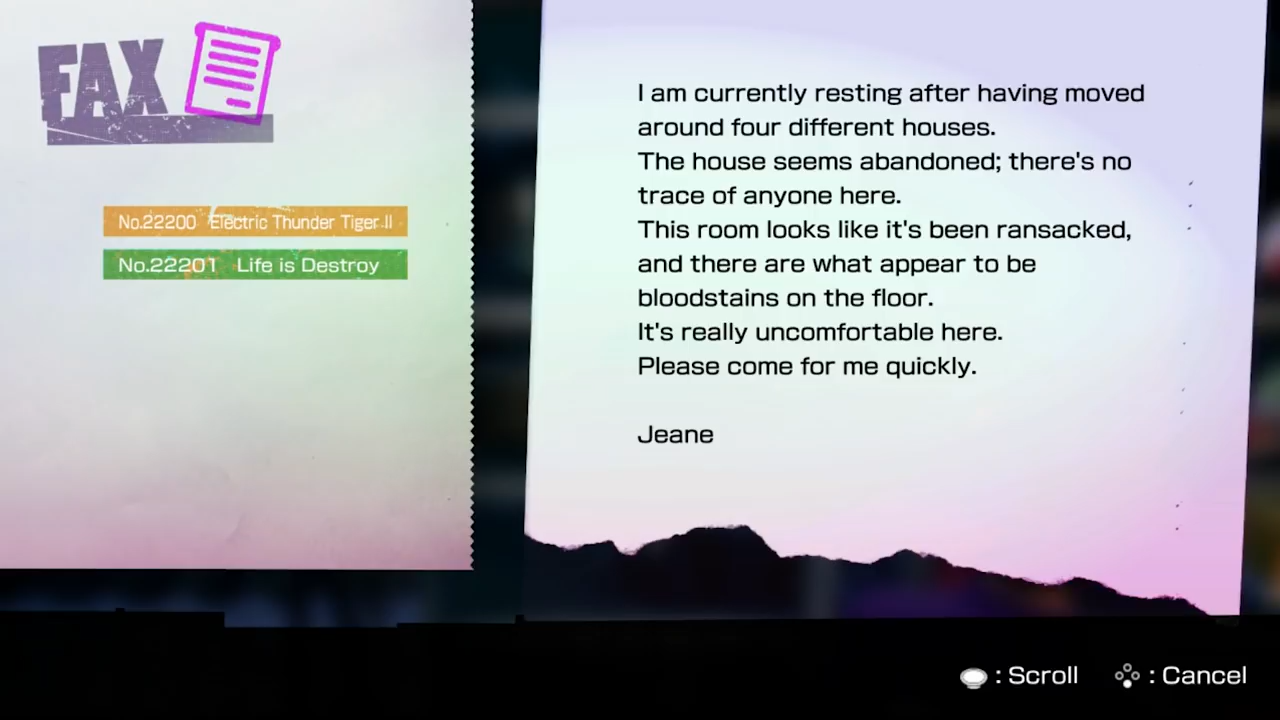 FAX
No.22200 Electric Thunder Tiger II
No.22201 Life is Destroy
I am currently resting after having moved
around four different houses.
The house seems abandoned; there's no
trace of anyone here.
This room looks like it's been ransacked,
and there are what appear to be
bloodstains on the floor.
It's really uncomfortable here.
Please come for me quickly.
Jeane
: Scroll : Cancel